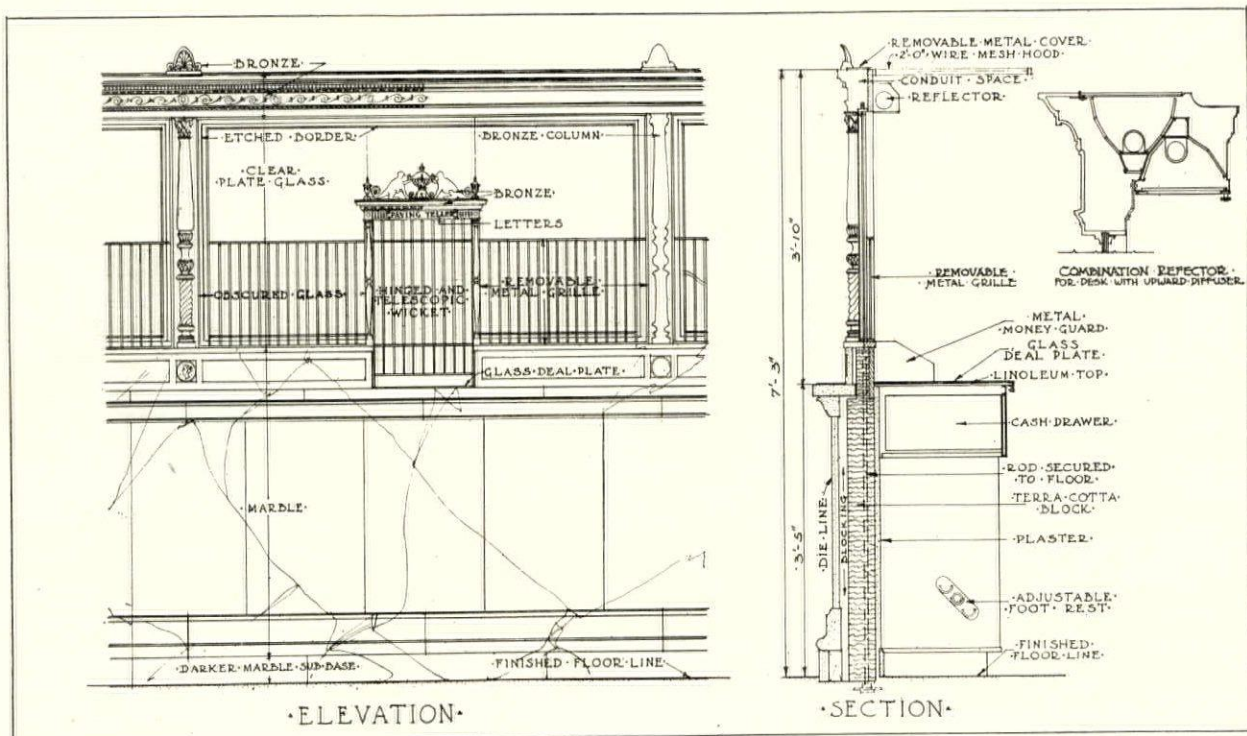 ·BRONZE·
·ETCHED·BORDER·
BRONZE·COLUMN·
·CLEAR·
PLATE·GLASS·
·BRONZE·
PAYING TELLER
·LETTERS·
·OBSCURED·GLASS·
·HINGED·AND·
·TELESCOPIC·
·WICKET·
·REMOVABLE·
·METAL·GRILLE·
·GLASS·DEAL·PLATE·
·MARBLE·
·DARKER·MARBLE·SUB·BASE·
·FINISHED·FLOOR·LINE·
·ELEVATION·
·REMOVABLE·METAL·COVER·
·2'-0" WIRE·MESH·HOOD·
·CONDUIT·SPACE·
·REFLECTOR·
3'-10"
7'-3"
3'-5"
·REMOVABLE·
·METAL·GRILLE
·METAL·
·MONEY·GUARD·
·GLASS·
DEAL·PLATE·
·LINOLEUM·TOP·
·CASH·DRAWER·
·ROD·SECURED·
·TO·FLOOR·
·TERRA·COTTA·
·BLOCK·
·PLASTER·
·DIE·LINE·
BLOCKING
·ADJUSTABLE·
·FOOT·REST·
·FINISHED·
·FLOOR·LINE·
·SECTION·
COMBINATION·REFECTOR·
FOR·DESK·WITH·UPWARD·DIFFUSER·